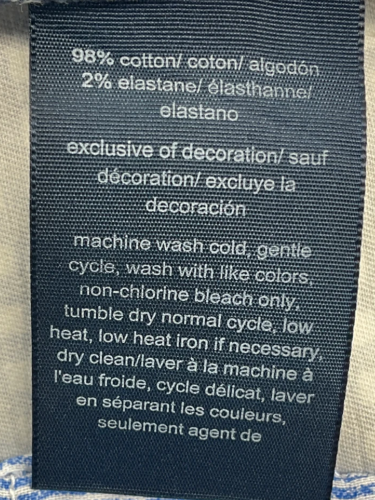 98% cotton/ coton/ algodón
2% elastane/ élasthanne/
elastano
exclusive of decoration/ sauf
décoration/ excluye la
decoración
machine wash cold, gentle
cycle, wash with like colors,
non-chlorine bleach only,
tumble dry normal cycle, low
heat, low heat iron if necessary,
dry clean/laver à la machine à
l'eau froide, cycle délicat, laver
en séparant les couleurs,
seulement agent de